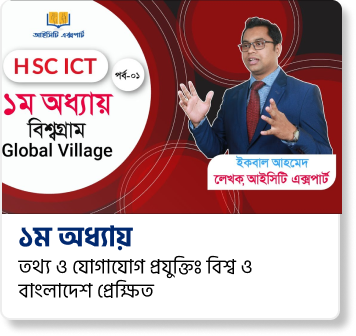 আইসিটি এক্সপার্ট
HSC ICT
পর্ব-০১
১ম অধ্যায়
বিশ্বগ্রাম
Global Village
ইকবাল আহমেদ
লেখক, আইসিটি এক্সপার্ট
১ম অধ্যায়
তথ্য ও যোগাযোগ প্রযুক্তিঃ বিশ্ব ও
বাংলাদেশ প্রেক্ষিত